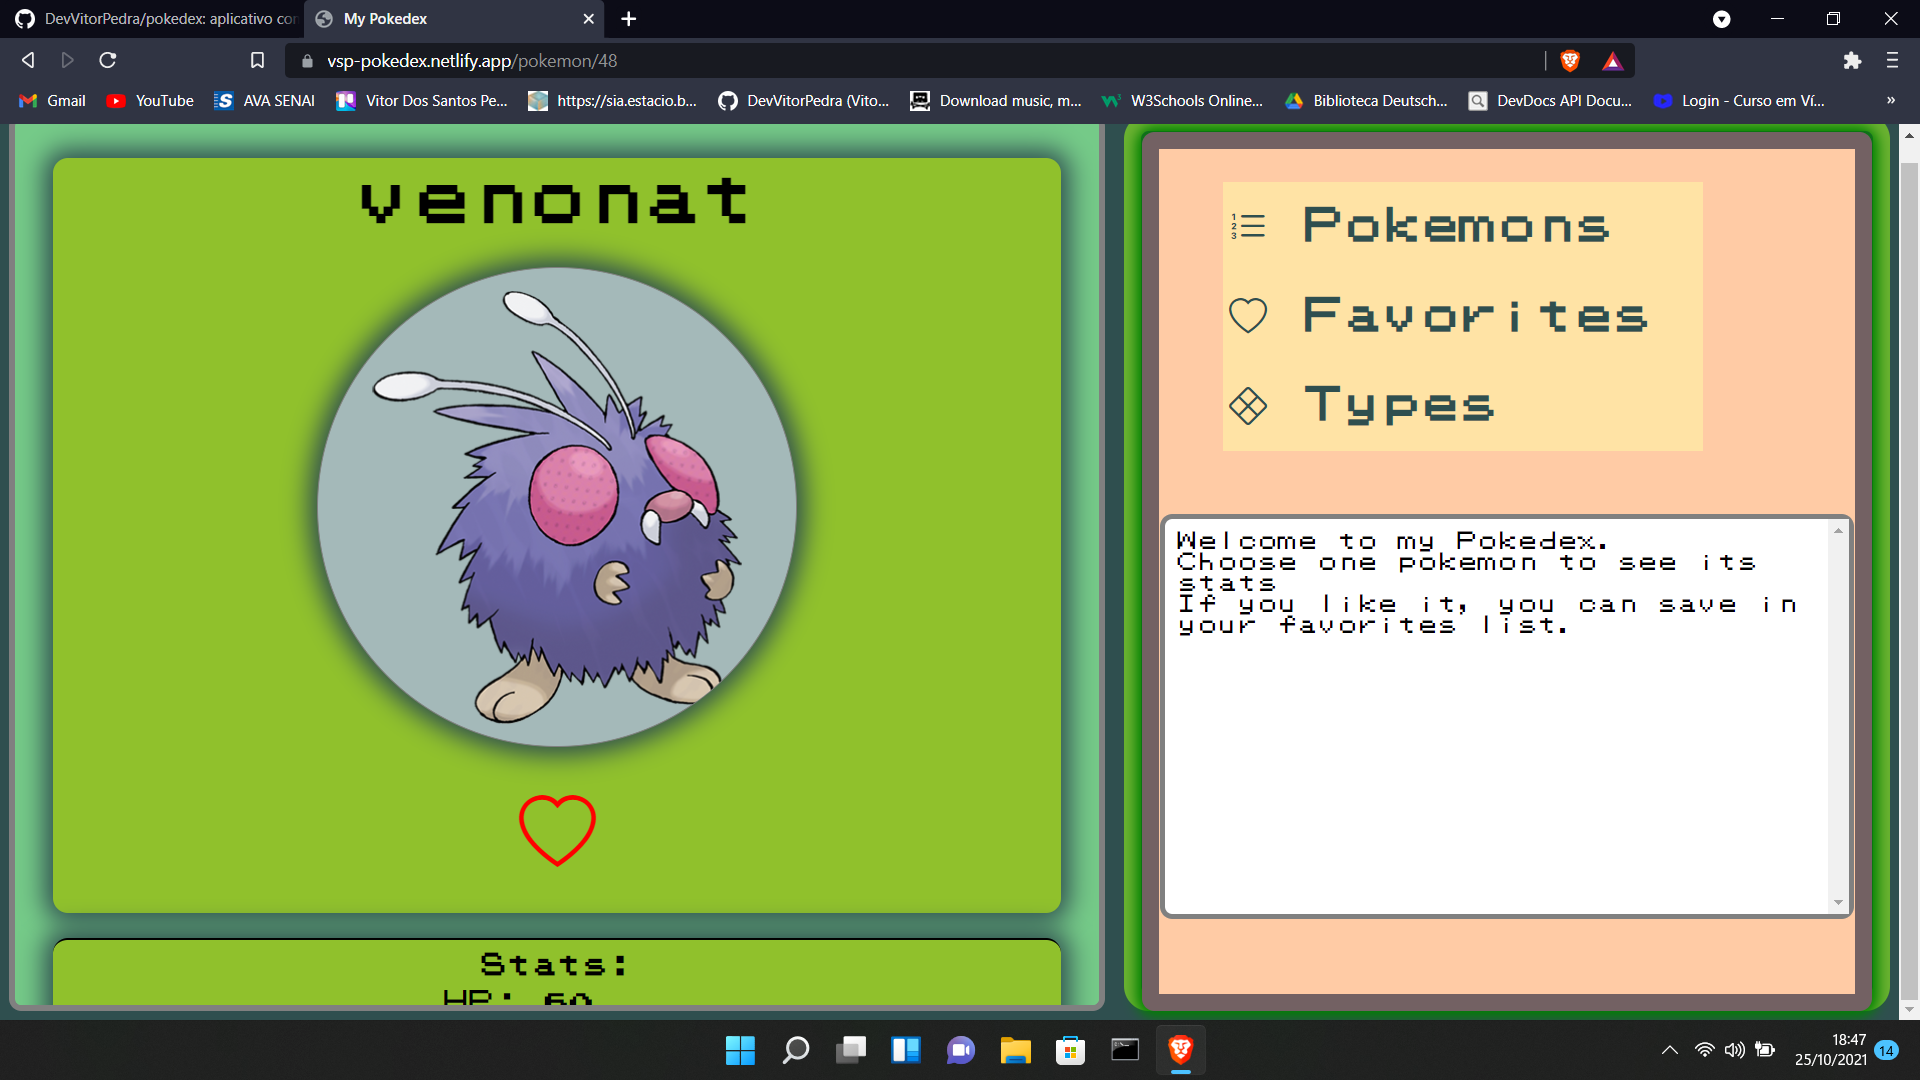 DevVitorPedra/pokedex: aplicativo con
My Pokedex
vsp-pokedex.netlify.app/pokemon/48
Gmail
YouTube
AVA SENAI
Vitor Dos Santos Pe...
https://sia.estacio.b...
DevVitorPedra (Vito...
Download music, m...
W3Schools Online...
Biblioteca Deutsch...
DevDocs API Docu...
Login - Curso em Ví...
»
venonat
Stats:
HP: 60
Pokemons
Favorites
Types
Welcome to my Pokedex.
Choose one pokemon to see its
stats
If you like it, you can save in
your favorites list.
18:47
25/10/2021
14